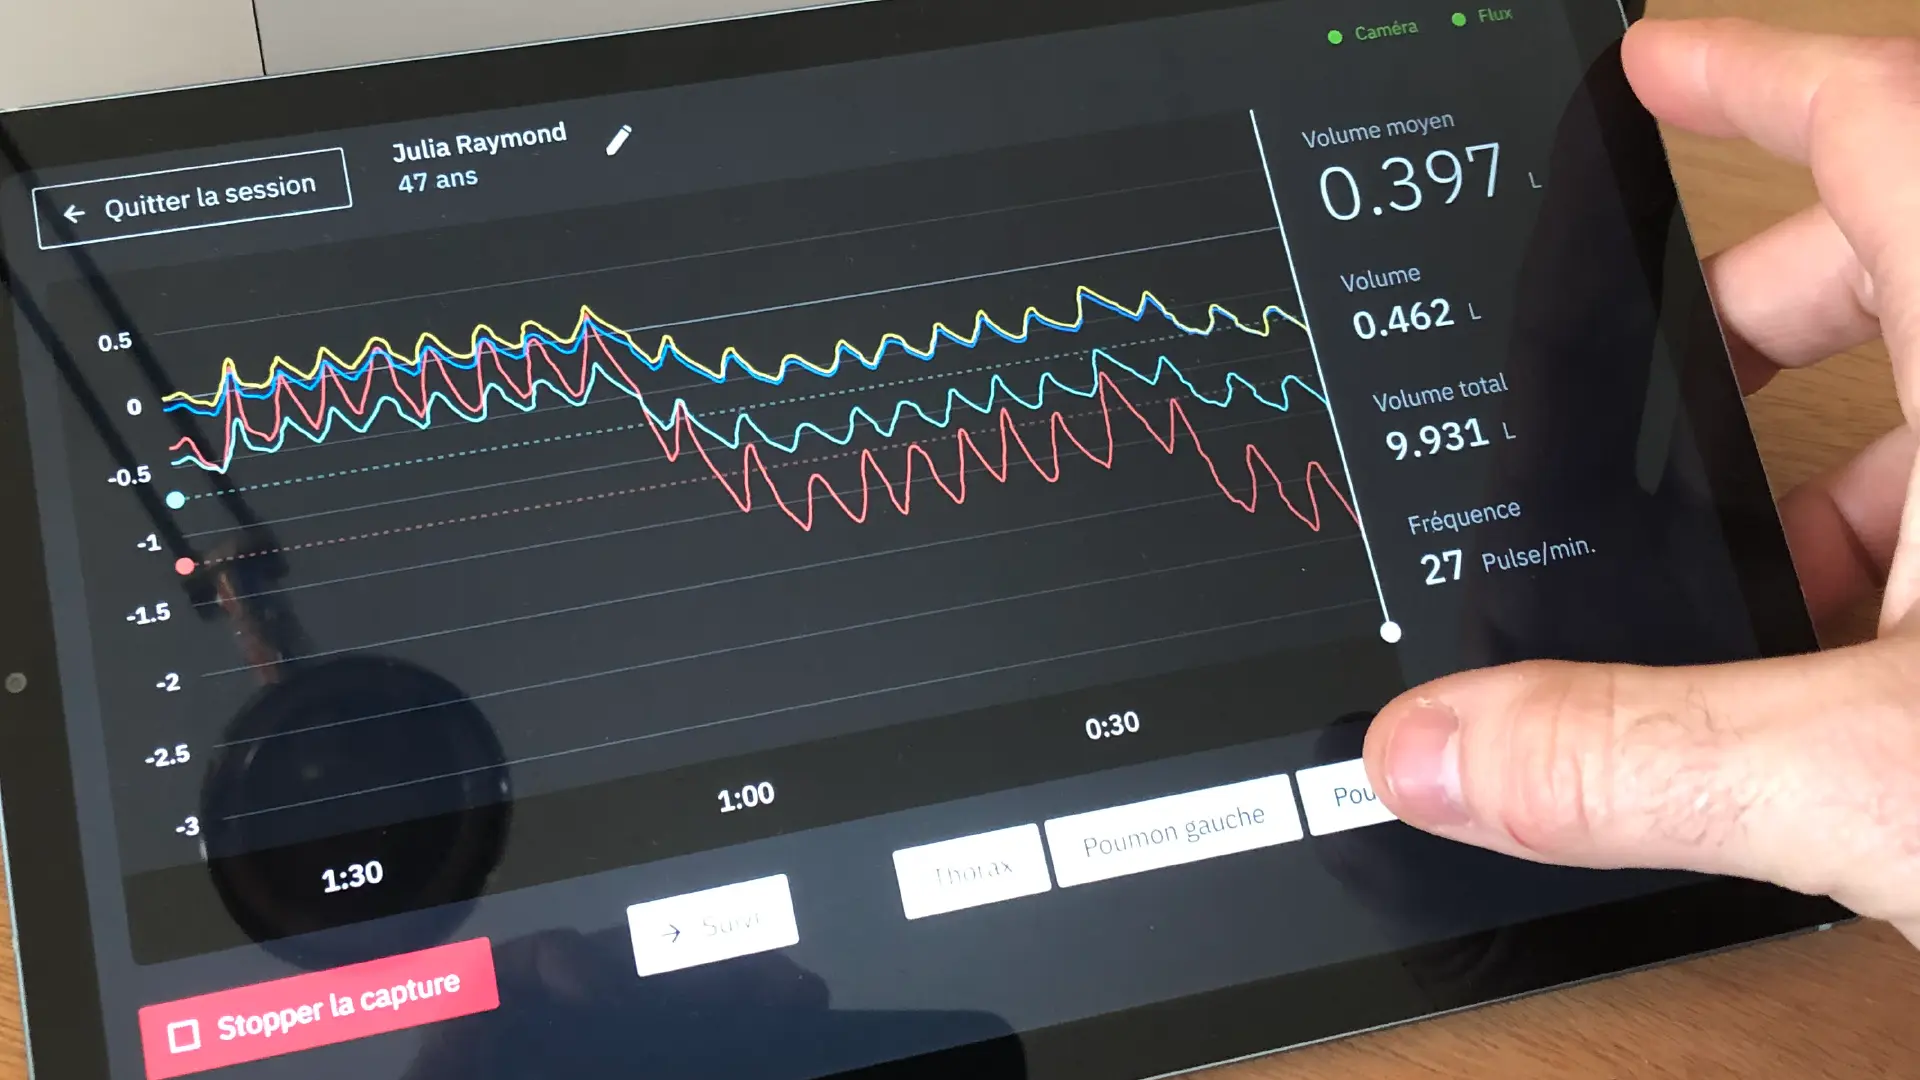 Caméra
Flux
← Quitter la session
Julia Raymond
47 ans
Volume moyen
0.397 L
Volume
0.462 L
Volume total
9.931 L
Fréquence
27 Pulse/min.
0.5
0
-0.5
-1
-1.5
-2
-2.5
-3
1:30
1:00
0:30
Stopper la capture
→ Suivi
Thorax
Poumon gauche
Pou